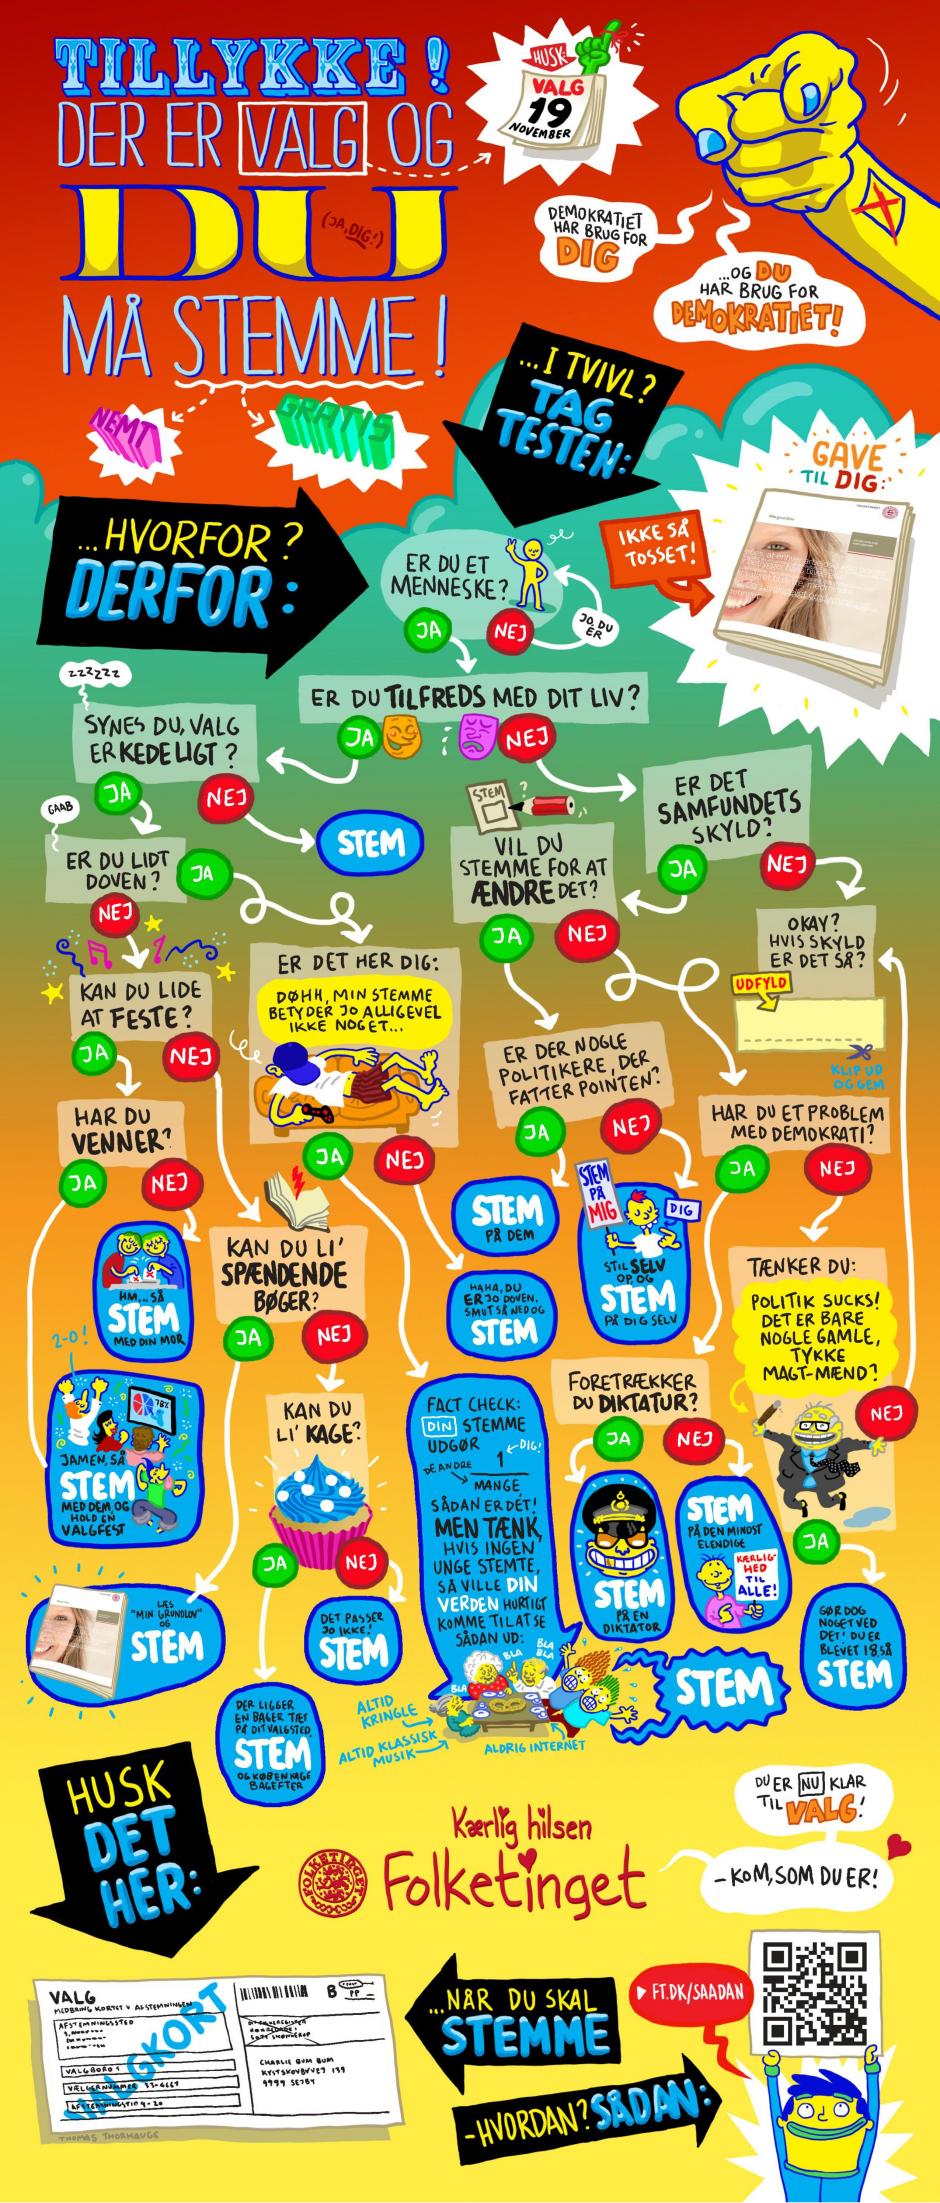 TILLYKKE!
DER ER VALG OG
DU
(JA, DIG!)
MÅ STEMME!
NEMT
GRATIS
HUSK:
VALG
19
NOVEMBER
DEMOKRATIET
HAR BRUG FOR
DIG
...OG DU
HAR BRUG FOR
DEMOKRATIET!
...I TVIVL?
TAG
TESTEN:
GAVE
TIL DIG:
IKKE SÅ
TOSSET!
...HVORFOR?
DERFOR:
ER DU ET
MENNESKE?
JA
NEJ
JO, DU
ER
ER DU TILFREDS MED DIT LIV?
JA
NEJ
ZZZZZZ
SYNES DU, VALG
ER KEDELIGT?
JA
NEJ
STEM
GAAB
ER DU LIDT
DOVEN?
JA
NEJ
STEM
?
VIL DU
STEMME FOR AT
ÆNDRE DET?
JA
NEJ
ER DET
SAMFUNDETS
SKYLD?
JA
NEJ
OKAY?
HVIS SKYLD
ER DET SÅ?
UDFYLD
KLIP UD
OG GEM
KAN DU LIDE
AT FESTE?
JA
NEJ
ER DET HER DIG:
DØHH, MIN STEMME
BETYDER JO ALLIGEVEL
IKKE NOGET...
JA
NEJ
ER DER NOGLE
POLITIKERE, DER
FATTER POINTEN?
JA
NEJ
HAR DU ET PROBLEM
MED DEMOKRATI?
JA
NEJ
HAR DU
VENNER?
JA
NEJ
STEM
PÅ DEM
STEM
PÅ
MIG
DIG
STIL SELV
OP, OG
STEM
PÅ DIG SELV
HM... SÅ
STEM
MED DIN MOR
KAN DU LI'
SPÆNDENDE
BØGER?
JA
NEJ
HAHA, DU
ER JO DOVEN.
SMUT SÅ NED OG
STEM
TÆNKER DU:
POLITIK SUCKS!
DET ER BARE
NOGLE GAMLE,
TYKKE
MAGT-MÆND?
NEJ
JA
2-0!
78%
JAMEN, SÅ
STEM
MED DEM, OG
HOLD EN
VALGFEST
KAN DU
LI' KAGE?
JA
NEJ
FACT CHECK:
DIN STEMME
UDGØR
1
DIG!
DE ANDRE
MANGE
SÅDAN ER DÉT!
MEN TÆNK,
HVIS INGEN
UNGE STEMTE,
SÅ VILLE DIN
VERDEN HURTIGT
KOMME TIL AT SE
SÅDAN UD:
FORETRÆKKER
DU DIKTATUR?
JA
NEJ
STEM
PÅ EN
DIKTATOR
STEM
PÅ DEN MINDST
ELENDIGE
KÆRLIG-
HED
TIL
ALLE!
GØR DOG
NOGET VED
DET! DU ER
BLEVET 18, SÅ
STEM
LÆS
"MIN GRUNDLOV"
OG
STEM
DET PASSER
JO IKKE!
STEM
DER LIGGER
EN BAGER TÆT
PÅ DIT VALGSTED.
STEM
OG KØB EN KAGE
BAGEFTER
BLA
BLA
BLA
BLA
ALTID
KRINGLE
ALTID KLASSISK
MUSIK
ALDRIG INTERNET
STEM
HUSK
DET
HER:
Kærlig hilsen
FOLKETINGET
Folketinget
DU ER NU KLAR
TIL VALG!
-KOM, SOM DU ER!
VALG
MEDBRING KORTET V. AFSTEMNINGEN
AFSTEMNINGSSTED
VALGBORD 1
VÆLGERNUMMER 33-4667
AFSTEMNINGSTID 9-20
VALGKORT
B
PP
CHARLIE BUM BUM
KYSTSKOVBYVEJ 139
9999 SEJBY
THOMAS THORHAUGE
...NÅR DU SKAL
STEMME
-HVORDAN? SÅDAN:
FT.DK/SAADAN